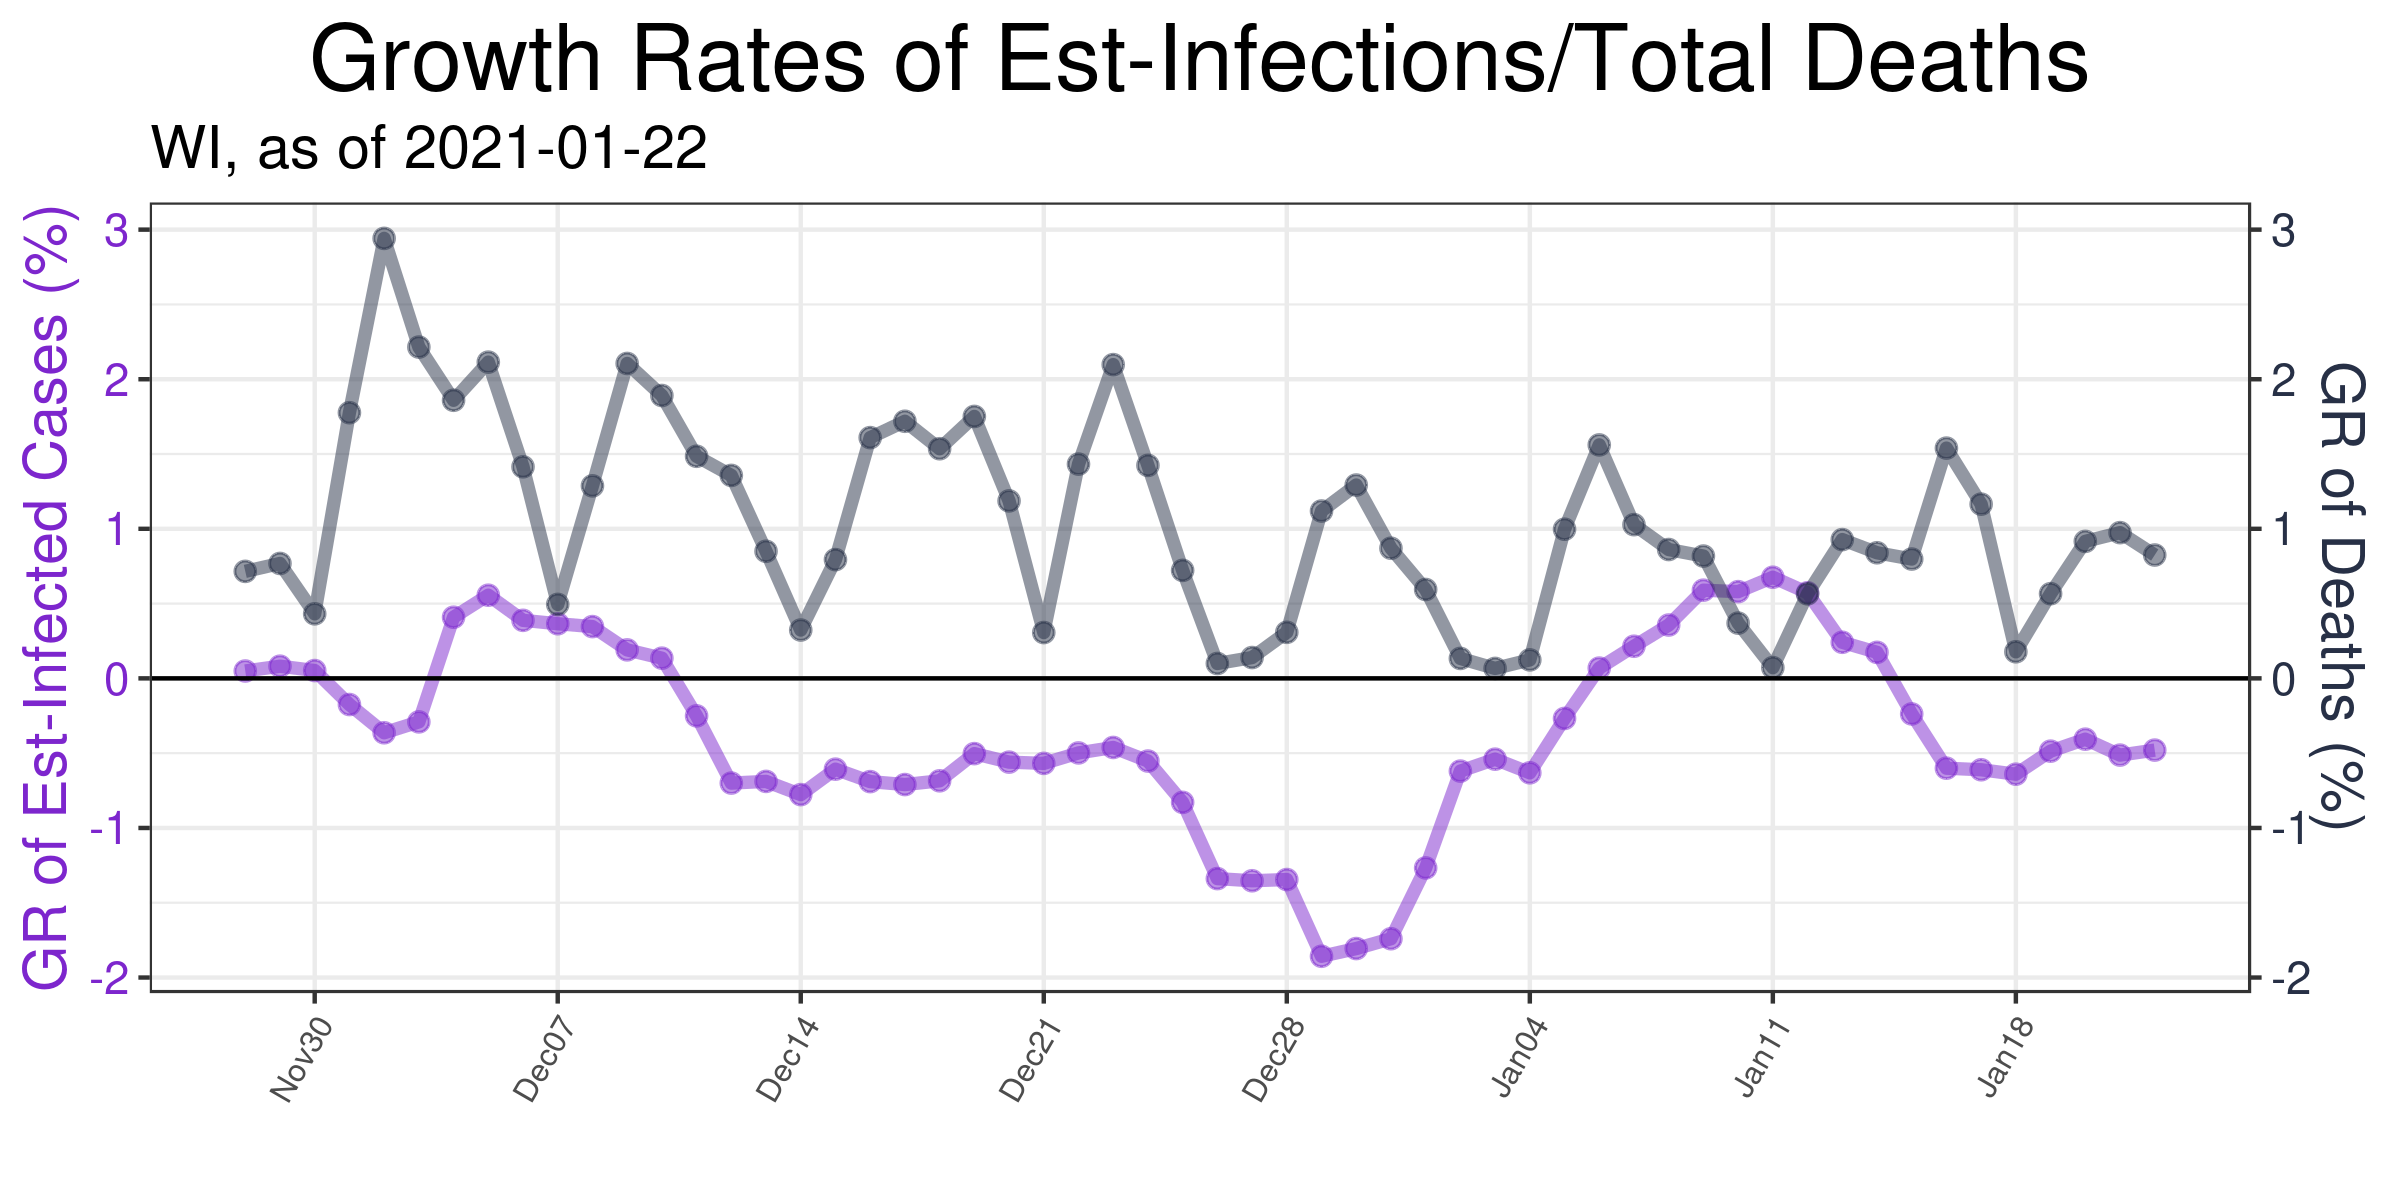 Growth Rates of Est-Infections/Total Deaths
WI, as of 2021-01-22
GR of Est-Infected Cases (%)
3
2
1
0
-1
-2
3
2
1
0
-1
-2
GR of Deaths (%)
Nov30
Dec07
Dec14
Dec21
Dec28
Jan04
Jan11
Jan18